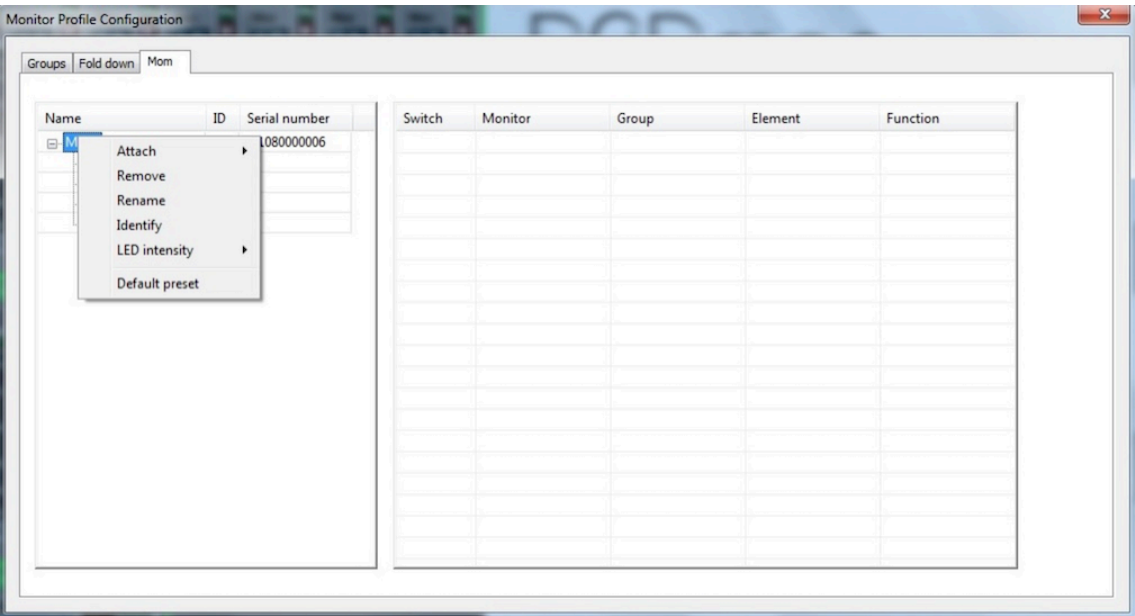 Monitor Profile Configuration
Groups Fold down Mom
Name ID Serial number Switch Monitor Group Element Function
1080000006
Attach
Remove
Rename
Identify
LED intensity
Default preset